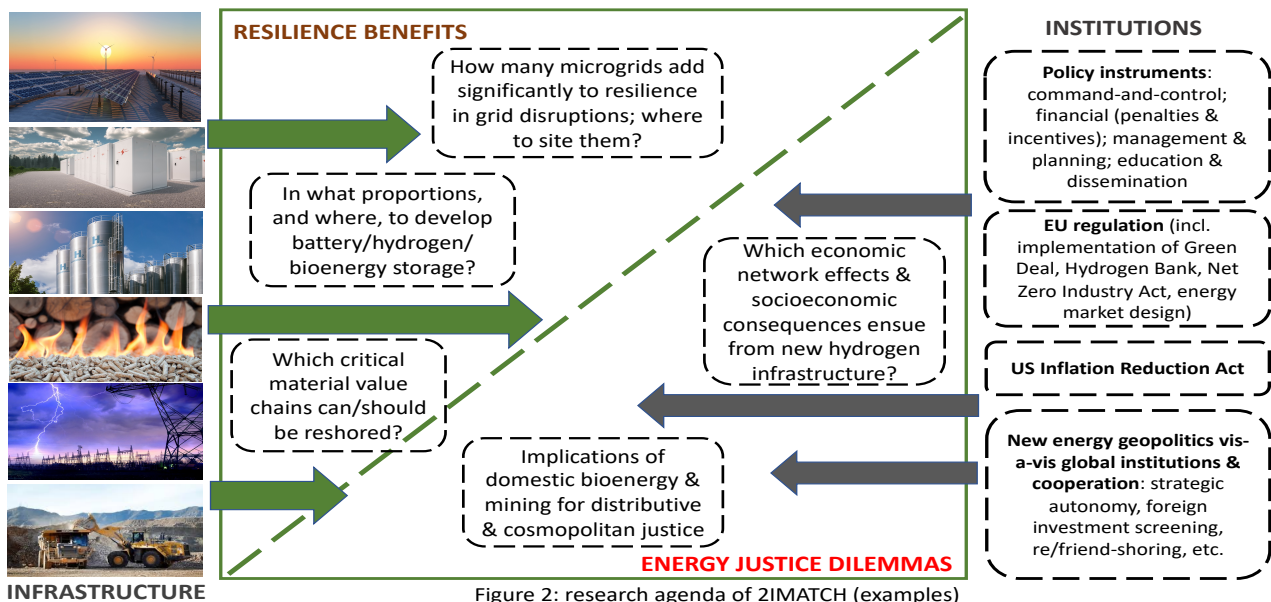 RESILIENCE BENEFITS
How many microgrids add
significantly to resilience
in grid disruptions; where
to site them?
In what proportions,
and where, to develop
battery/hydrogen/
bioenergy storage?
Which critical
material value
chains can/should
be reshored?
Which economic
network effects &
socioeconomic
consequences ensue
from new hydrogen
infrastructure?
Implications of
domestic bioenergy &
mining for distributive
& cosmopolitan justice
ENERGY JUSTICE DILEMMAS
INSTITUTIONS
Policy instruments:
command-and-control;
financial (penalties &
incentives); management &
planning; education &
dissemination
EU regulation (incl.
implementation of Green
Deal, Hydrogen Bank, Net
Zero Industry Act, energy
market design)
US Inflation Reduction Act
New energy geopolitics vis-
a-vis global institutions &
cooperation: strategic
autonomy, foreign
investment screening,
re/friend-shoring, etc.
H2
H2
INFRASTRUCTURE
Figure 2: research agenda of 2IMATCH (examples)